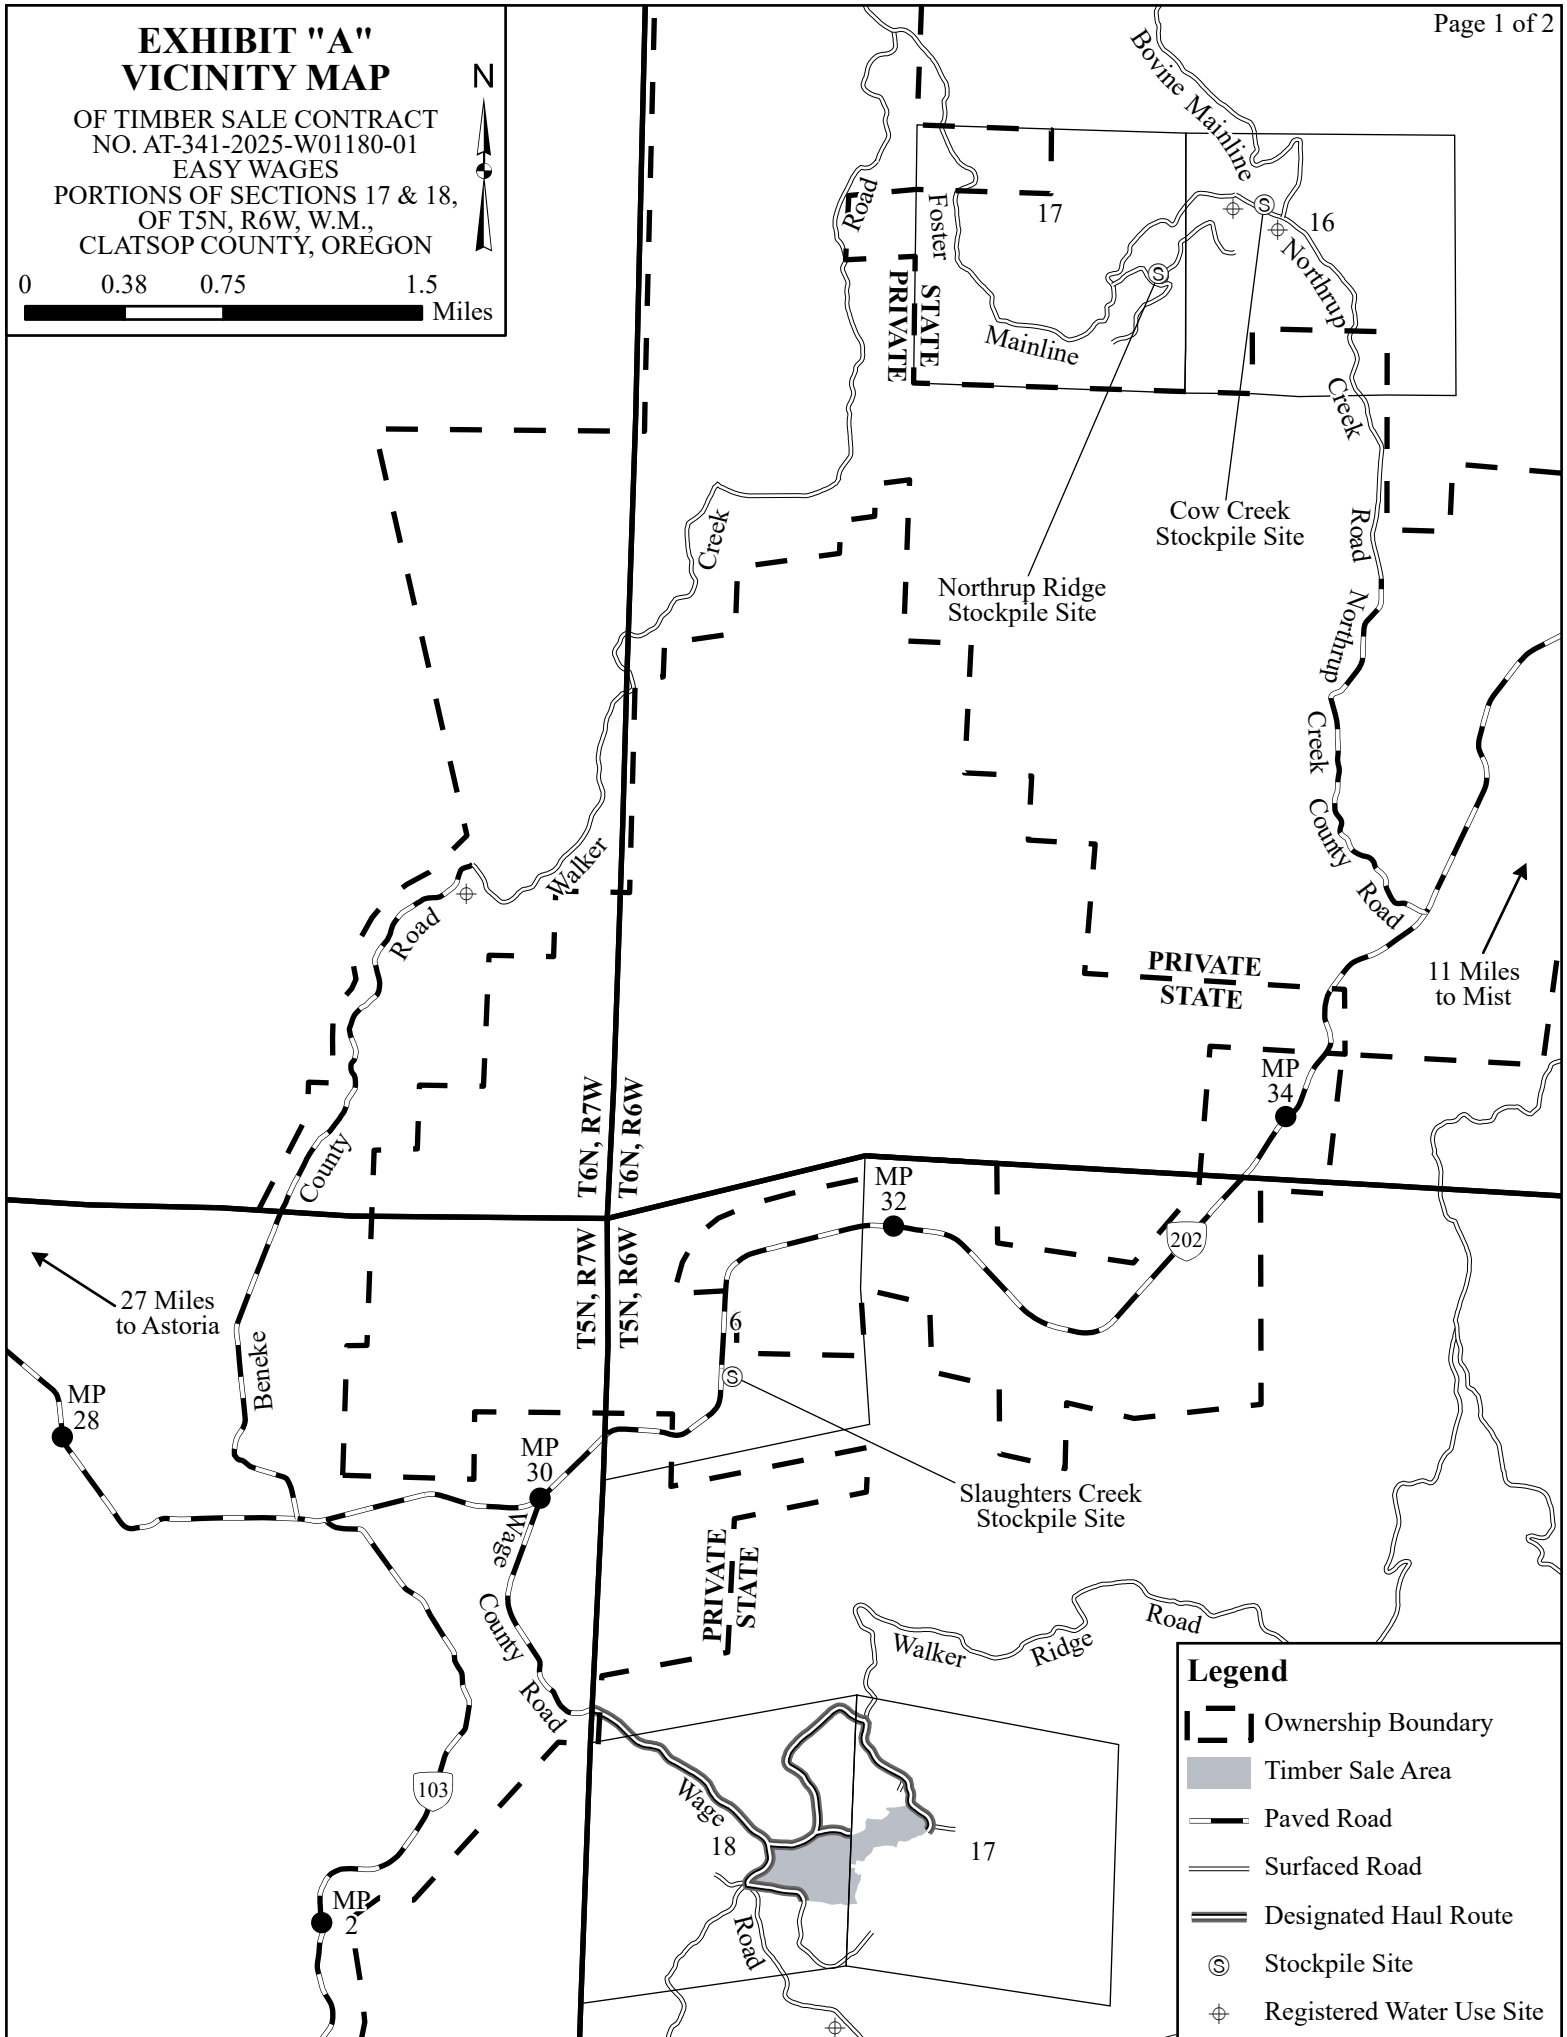 Page 1 of 2
EXHIBIT "A"
VICINITY MAP
OF TIMBER SALE CONTRACT
NO. AT-341-2025-W01180-01
EASY WAGES
PORTIONS OF SECTIONS 17 & 18,
OF T5N, R6W, W.M.,
CLATSOP COUNTY, OREGON
N
0 0.38 0.75 1.5
Miles
Bovine Mainline
Road
Foster
17
16
Northrup
STATE
PRIVATE
Mainline
Creek
Creek
Road
Cow Creek
Stockpile Site
Northrup Ridge
Stockpile Site
Northrup
Creek
County
Road
Walker
Road
PRIVATE
STATE
11 Miles
to Mist
MP
34
T6N, R7W
T6N, R6W
County
MP
32
202
T5N, R7W
T5N, R6W
27 Miles
to Astoria
6
Beneke
S
MP
28
MP
30
Slaughters Creek
Stockpile Site
Wage
PRIVATE
STATE
County
Road
Walker
Ridge
Road
103
Wage
18
17
MP
2
Road
S
S
Legend
Ownership Boundary
Timber Sale Area
Paved Road
Surfaced Road
Designated Haul Route
S Stockpile Site
Registered Water Use Site